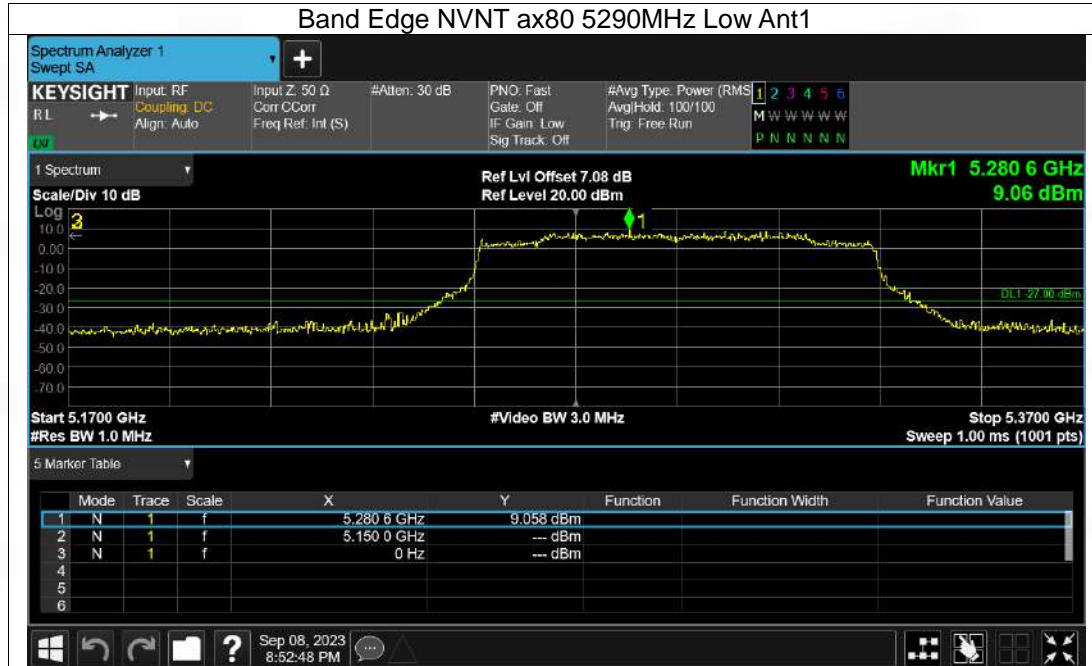 Band Edge NVNT ax80 5290MHz Low Ant1
Spectrum Analyzer 1
Swept SA
+
KEYSIGHT Input: RF Input Z: 50 Ω #Atten: 30 dB PNO: Fast #Avg Type: Power (RMS 1 2 3 4 5 6
RL Coupling: DC Corr CCorr Gate: Off Avg|Hold: 100/100 M W W W W W
Align: Auto Freq Ref: Int (S) IF Gain: Low Trig: Free Run
LXI Sig Track: Off P N N N N N
1 Spectrum Ref Lvl Offset 7.08 dB Mkr1 5.280 6 GHz
Scale/Div 10 dB Ref Level 20.00 dBm 9.06 dBm
Log 3 1
10.0
0.00
-10.0
-20.0 DL1 -27.00 dBm
-30.0
-40.0
-50.0
-60.0
-70.0
Start 5.1700 GHz #Video BW 3.0 MHz Stop 5.3700 GHz
#Res BW 1.0 MHz Sweep 1.00 ms (1001 pts)
5 Marker Table
Mode Trace Scale X Y Function Function Width Function Value
1 N 1 f 5.280 6 GHz 9.058 dBm
2 N 1 f 5.150 0 GHz --- dBm
3 N 1 f 0 Hz --- dBm
4
5
6
? Sep 08, 2023
8:52:48 PM